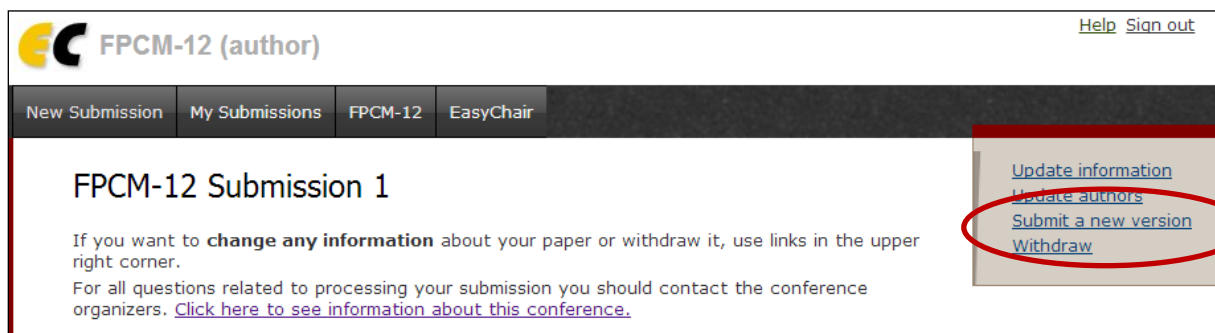 Help Sign out
EC FPCM-12 (author)
New Submission My Submissions FPCM-12 EasyChair
Update information
Update authors
Submit a new version
Withdraw
FPCM-12 Submission 1
If you want to change any information about your paper or withdraw it, use links in the upper
right corner.
For all questions related to processing your submission you should contact the conference
organizers. Click here to see information about this conference.